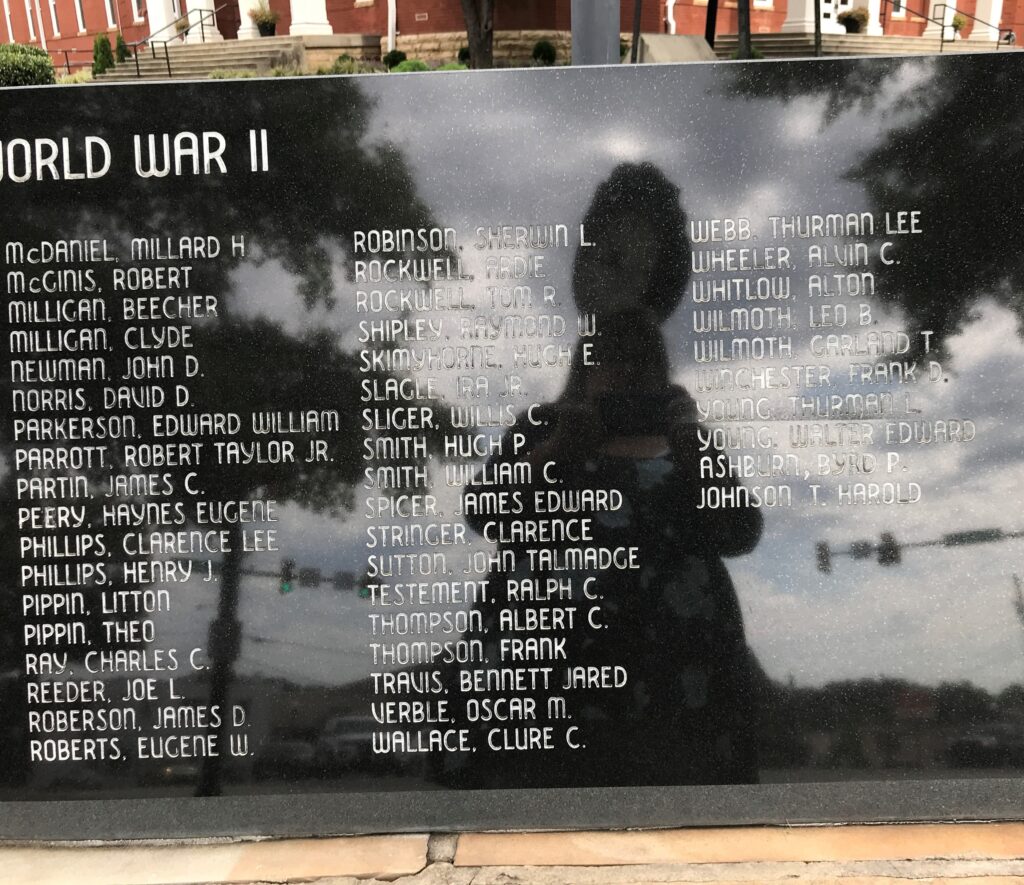 WORLD WAR II
McDANIEL, MILLARD H
McGINIS, ROBERT
MILLIGAN, BEECHER
MILLIGAN, CLYDE
NEWMAN, JOHN D.
NORRIS, DAVID D.
PARKERSON, EDWARD WILLIAM
PARROTT, ROBERT TAYLOR JR.
PARTIN, JAMES C.
PEERY, HAYNES EUGENE
PHILLIPS, CLARENCE LEE
PHILLIPS, HENRY J.
PIPPIN, LITTON
PIPPIN, THEO
RAY, CHARLES C.
REEDER, JOE L.
ROBERSON, JAMES D.
ROBERTS, EUGENE W.
ROBINSON, SHERWIN L.
ROCKWELL, ARDIE
ROCKWELL, TOM R.
SHIPLEY, RAYMOND W.
SKIMYHORNE, HUGH E.
SLAGLE, IRA JR.
SLIGER, WILLIS C.
SMITH, HUGH P.
SMITH, WILLIAM C.
SPICER, JAMES EDWARD
STRINGER, CLARENCE
SUTTON, JOHN TALMADGE
TESTEMENT, RALPH C.
THOMPSON, ALBERT C.
THOMPSON, FRANK
TRAVIS, BENNETT JARED
VERBLE, OSCAR M.
WALLACE, CLURE C.
WEBB, THURMAN LEE
WHEELER, ALVIN C.
WHITLOW, ALTON
WILMOTH, LEO B.
WILMOTH, GARLAND T.
WINCHESTER, FRANK D.
YOUNG, THURMAN L.
YOUNG, WALTER EDWARD
ASHBURN, BYRD P.
JOHNSON T. HAROLD